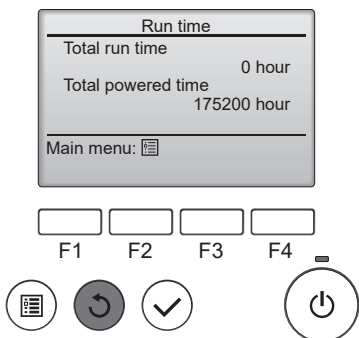 Run time
Total run time
0 hour
Total powered time
175200 hour
Main menu:
F1 F2 F3 F4